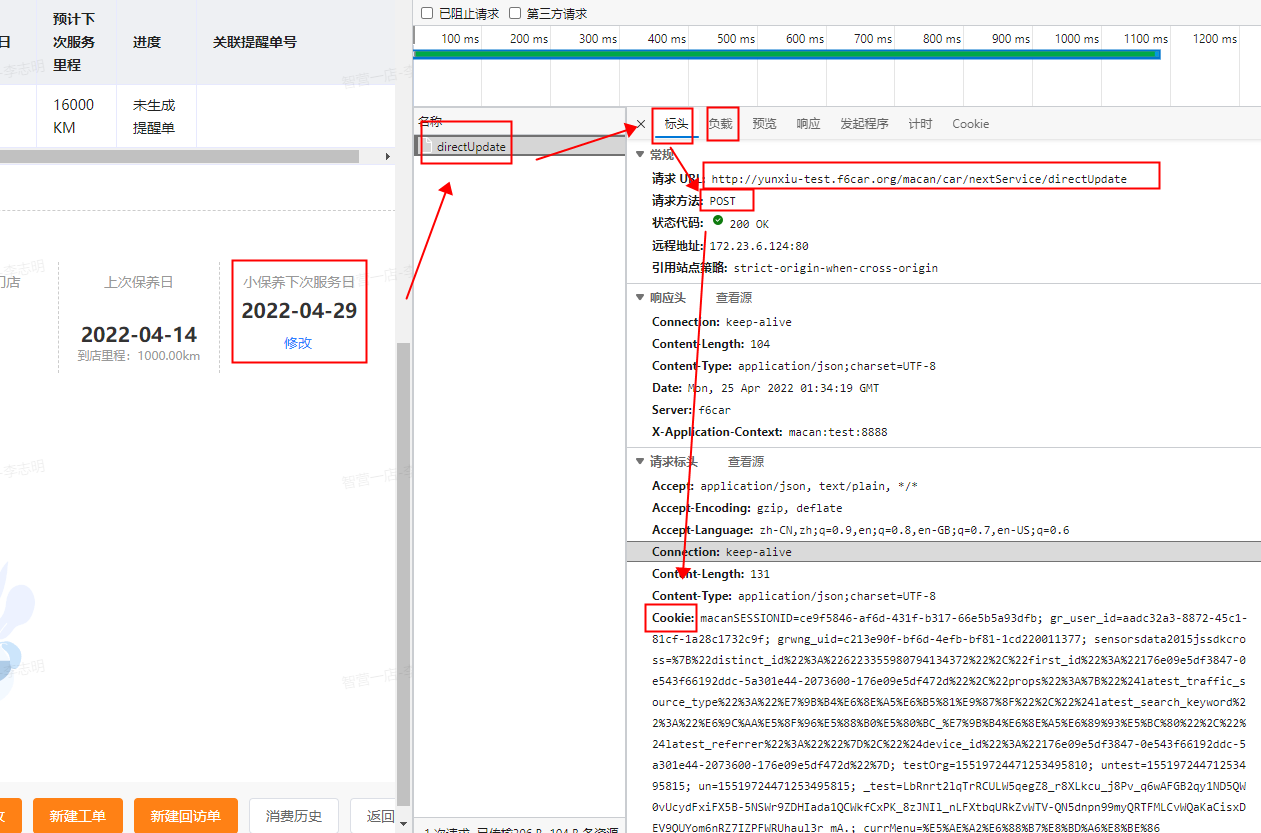 已阻止请求 第三方请求
100 ms 200 ms 300 ms 400 ms 500 ms 600 ms 700 ms 800 ms 900 ms 1000 ms 1100 ms 1200 ms
日 预计下次服务里程 进度 关联提醒单号
16000 KM 未生成提醒单
门店
上次保养日
2022-04-14
到店里程：1000.00km
小保养下次服务日
2022-04-29
修改
改 新建工单 新建回访单 消费历史 返回
名称
directUpdate
标头 负载 预览 响应 发起程序 计时 Cookie
常规
请求 URL: http://yunxiu-test.f6car.org/macan/car/nextService/directUpdate
请求方法: POST
状态代码: 200 OK
远程地址: 172.23.6.124:80
引用站点策略: strict-origin-when-cross-origin
响应头 查看源
Connection: keep-alive
Content-Length: 104
Content-Type: application/json;charset=UTF-8
Date: Mon, 25 Apr 2022 01:34:19 GMT
Server: f6car
X-Application-Context: macan:test:8888
请求标头 查看源
Accept: application/json, text/plain, */*
Accept-Encoding: gzip, deflate
Accept-Language: zh-CN,zh;q=0.9,en;q=0.8,en-GB;q=0.7,en-US;q=0.6
Connection: keep-alive
Content-Length: 131
Content-Type: application/json;charset=UTF-8
Cookie: macanSESSIONID=ce9f5846-af6d-431f-b317-66e5b5a93dfb; gr_user_id=aadc32a3-8872-45c1-
81cf-1a28c1732c9f; grwng_uid=c213e90f-bf6d-4efb-bf81-1cd220011377; sensorsdata2015jssdkcro
ss=%7B%22distinct_id%22%3A%2262233559807941343​72%22%2C%22first_id%22%3A%22176e09e5df3847-0
e543f66192ddc-5a301e44-2073600-176e09e5df472d%22%2C%22props%22%3A%7B%22%24latest_traffic_s
ource_type%22%3A%22%E7%9B%B4%E6%8E%A5%E6%B5%81%E9%87%8F%22%2C%22%24latest_search_keyword%2
2%3A%22%E6%9C%AA%E5%8F%96%E5%88%B0%E5%80%BC_%E7%9B%B4%E6%8E%A5%E6%89%93%E5%BC%80%22%2C%22%
24latest_referrer%22%3A%22%22%7D%2C%22%24device_id%22%3A%22176e09e5df3847-0e543f66192ddc-5
a301e44-2073600-176e09e5df472d%22%7D; testOrg=15519724471253495810; untest=155197244712534
95815; un=15519724471253495815; _test=LbRnrt21qTrRCULW5qegZ8_r8XLkcu_j8Pv_q6wAFGB2qy1ND5QW
0vUcydFxiFX5B-5NSWr9ZDHIada1QCWkfCxPK_8zJNI1_nLFXtbqURkZvWTV-QN5dnpn99myQRTFMLCvWQakaCisxD
EV9QUYom6nRZ7IZPFWRUhaul3r mA.; currMenu=%E5%AE%A2%E6%88%B7%E8%BD%A6%E8%BE%86
1 次请求 已传输306 B 104 B 条资源